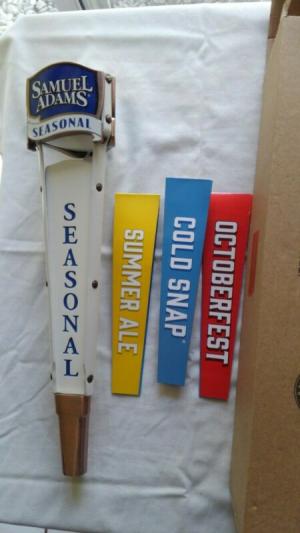 SAMUEL
ADAMS®
SEASONAL
SEASONAL
SUMMER ALE
COLD SNAP®
OCTOBERFEST